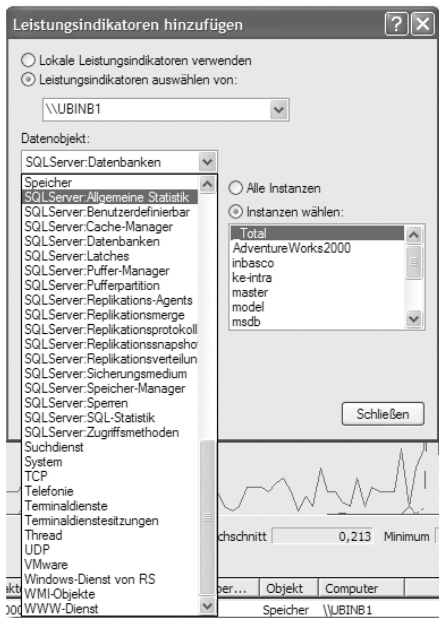 Leistungsindikatoren hinzufügen
Lokale Leistungsindikatoren verwenden
Leistungsindikatoren auswählen von:
\\UBINB1
Datenobjekt:
SQLServer:Datenbanken
Speicher
SQLServer:Allgemeine Statistik
SQLServer:Benutzerdefinierbar
SQLServer:Cache-Manager
SQLServer:Datenbanken
SQLServer:Latches
SQLServer:Puffer-Manager
SQLServer:Pufferpartition
SQLServer:Replikations-Agents
SQLServer:Replikationsmerge
SQLServer:Replikationsprotokoll
SQLServer:Replikationssnapsho
SQLServer:Replikationsverteilun
SQLServer:Sicherungsmedium
SQLServer:Speicher-Manager
SQLServer:Sperren
SQLServer:SQL-Statistik
SQLServer:Zugriffsmethoden
Suchdienst
System
TCP
Telefonie
Terminaldienste
Terminaldienstesitzungen
Thread
UDP
VMware
Windows-Dienst von RS
WMI-Objekte
WWW-Dienst
Alle Instanzen
Instanzen wählen:
_Total
AdventureWorks2000
inbasco
ke-intra
master
model
msdb
Schließen
chschnitt 0,213 Minimum
ber... Objekt Computer
Speicher \\UBINB1